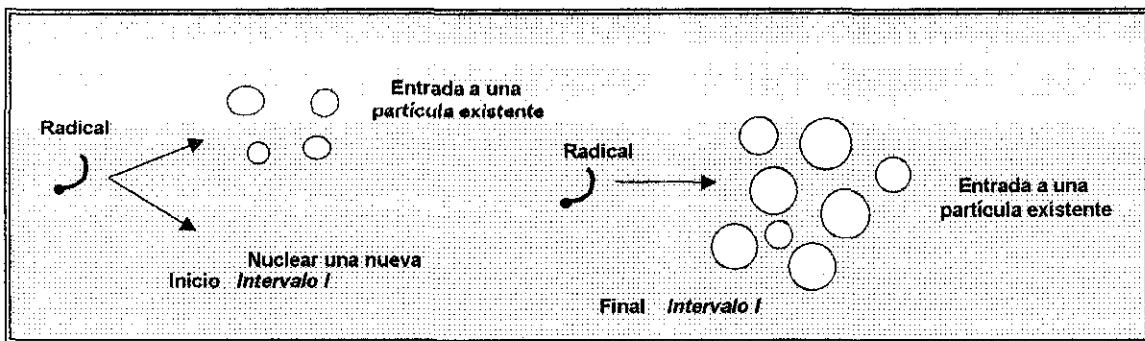 Entrada a una
partícula existente
Radical
Nuclear una nueva
Inicio Intervalo I
Radical
Entrada a una
partícula existente
Final Intervalo I